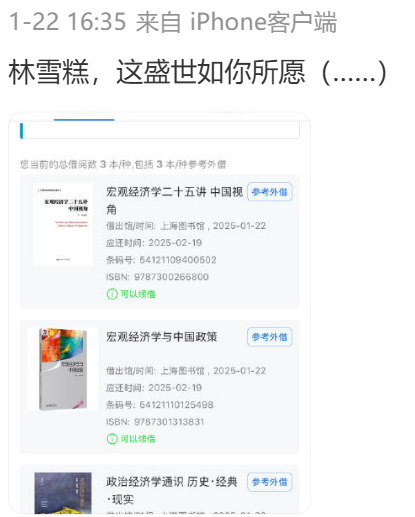 1-22 16:35 来自 iPhone客户端
林雪糕，这盛世如你所愿（……）
您当前的总借阅数 3 本/种,包括 3 本/种参考外借
宏观经济学二十五讲 中国视角
参考外借
借出馆/时间: 上海图书馆 , 2025-01-22
应还时间: 2025-02-19
条码号: 54121109400502
ISBN: 9787300266800
可以续借
宏观经济学与中国政策
参考外借
借出馆/时间: 上海图书馆 , 2025-01-22
应还时间: 2025-02-19
条码号: 54121110125498
ISBN: 9787301313831
可以续借
政治经济学通识 历史·经典·现实
参考外借